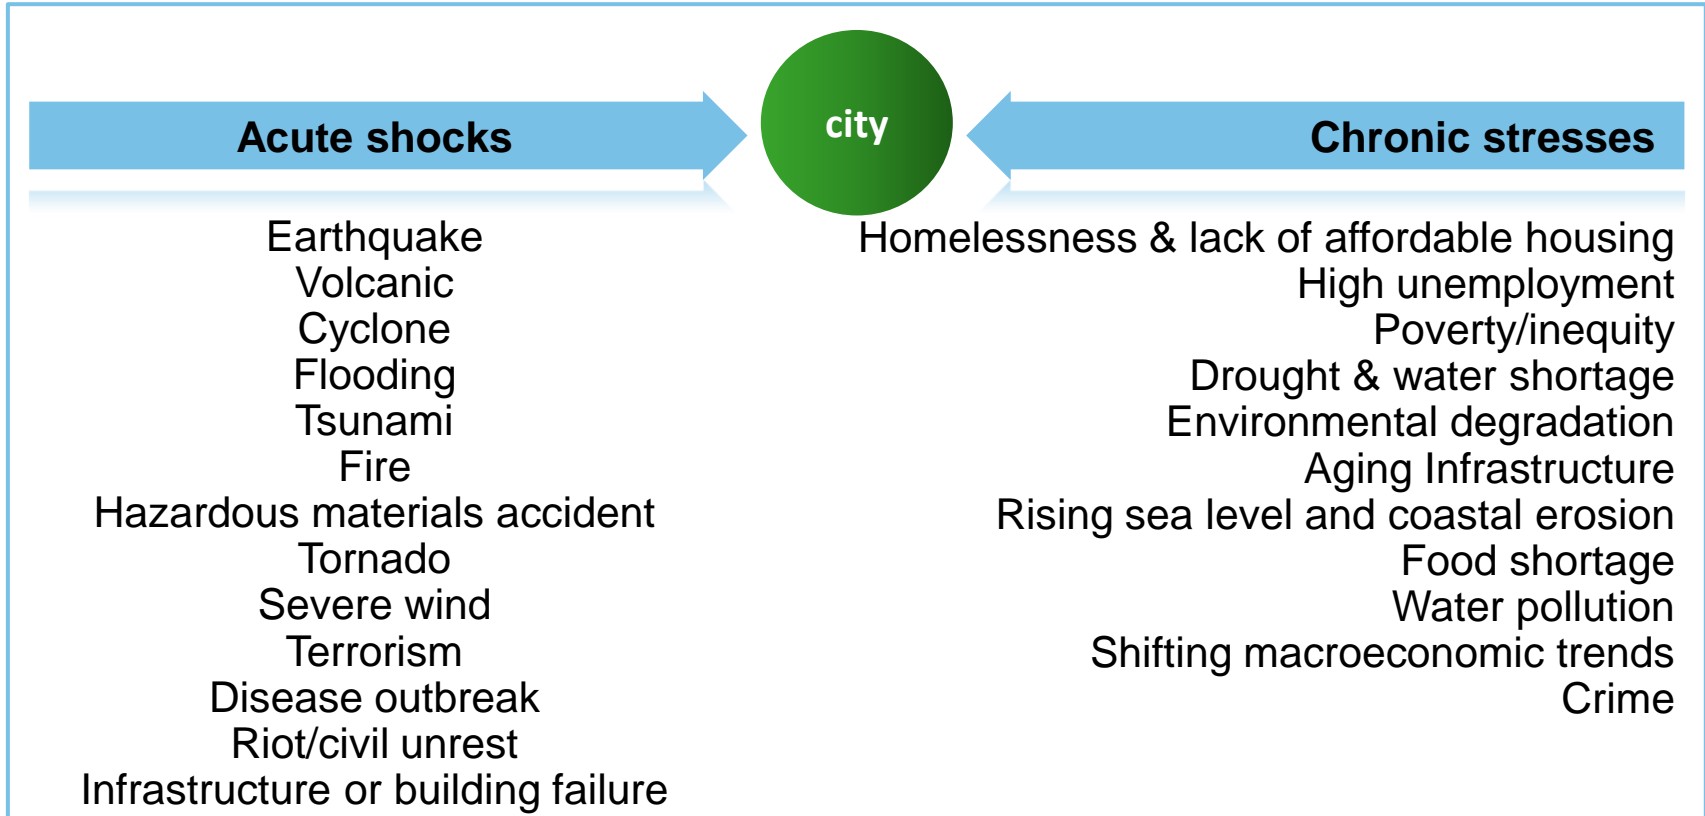 city
Acute shocks
Chronic stresses
Earthquake
Volcanic
Cyclone
Flooding
Tsunami
Fire
Hazardous materials accident
Tornado
Severe wind
Terrorism
Disease outbreak
Riot/civil unrest
Infrastructure or building failure
Homelessness & lack of affordable housing
High unemployment
Poverty/inequity
Drought & water shortage
Environmental degradation
Aging Infrastructure
Rising sea level and coastal erosion
Food shortage
Water pollution
Shifting macroeconomic trends
Crime